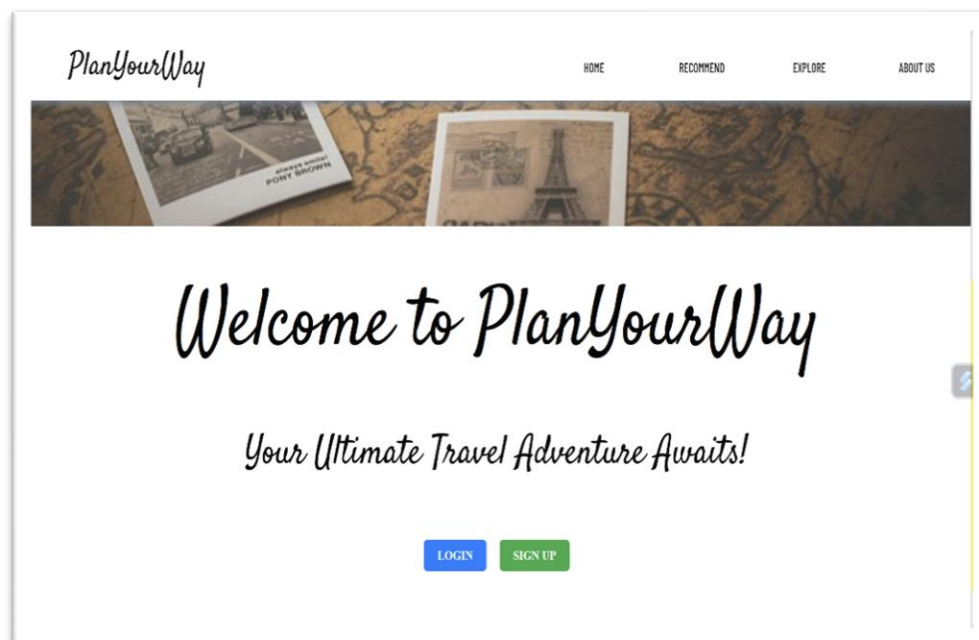 PlanYourWay
HOME RECOMMEND EXPLORE ABOUT US
always smile!
PONY BROWN
Welcome to PlanYourWay
Your Ultimate Travel Adventure Awaits!
LOGIN SIGN UP